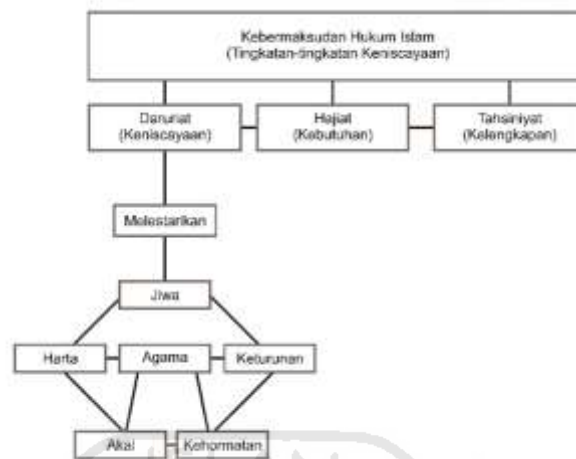 Kebermaksudan Hukum Islam
(Tingkatan-tingkatan Keniscayaan)
Daruriat
(Keniscayaan)
Hajiat
(Kebutuhan)
Tahsiniyat
(Kelengkapan)
Melestarikan
Jiwa
Harta
Agama
Keturunan
Akal
Kehormatan